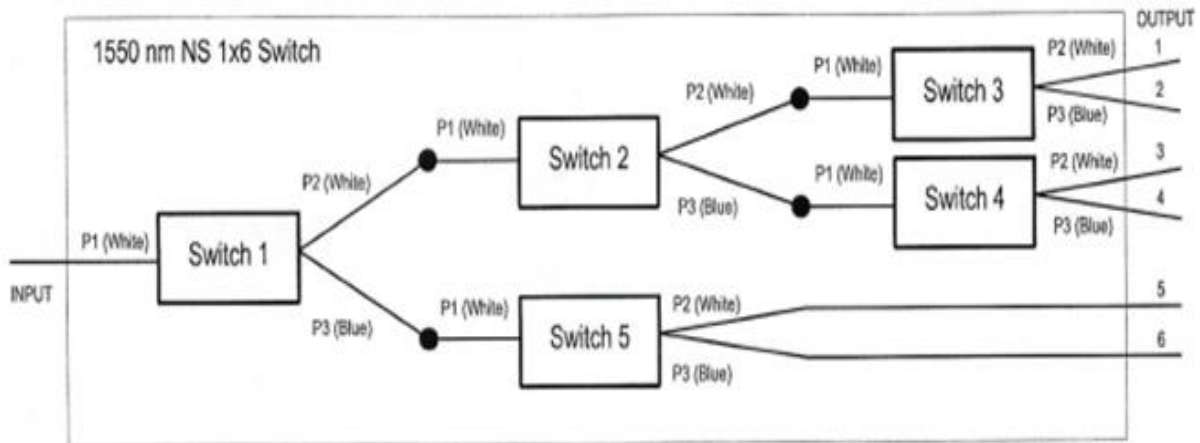 OUTPUT
1550 nm NS 1x6 Switch
P2 (White)
1
P1 (White)
Switch 3
2
P2 (White)
P3 (Blue)
P1 (White)
Switch 2
P2 (White)
3
P1 (White)
Switch 4
4
P2 (White)
P3 (Blue)
P3 (Blue)
P1 (White)
Switch 1
INPUT
P1 (White)
P2 (White)
5
P3 (Blue)
Switch 5
6
P3 (Blue)